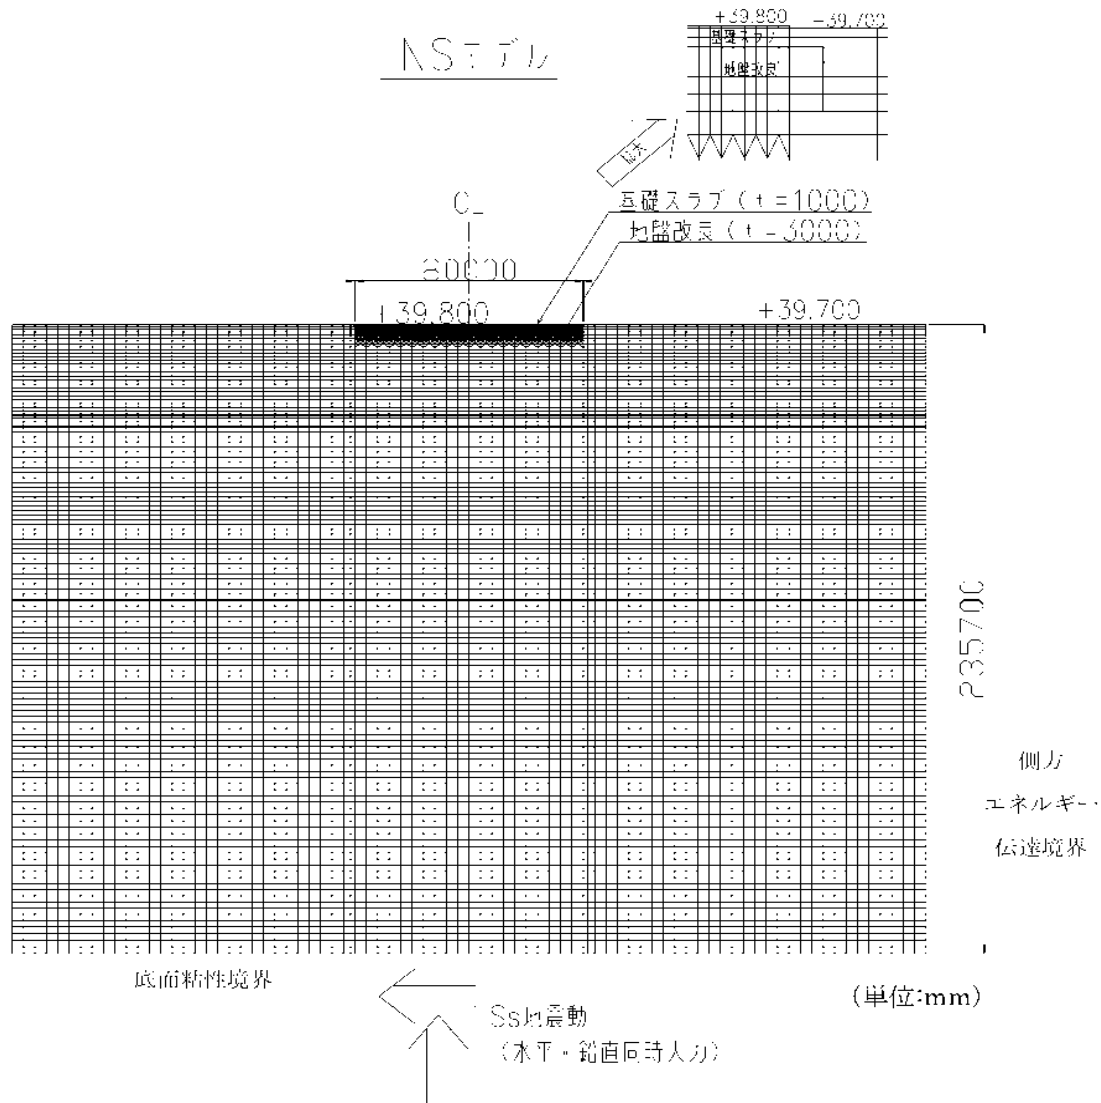 NSモデル
+39.800
-39.700
基礎スラブ
地盤改良
拡大
基礎スラブ(t=1000)
地盤改良(t=3000)
80000
+39.800
+39.700
235700
側方
エネルギー
伝達境界
底面粘性境界
(単位:mm)
Ss地震動
(水平・鉛直同時入力)